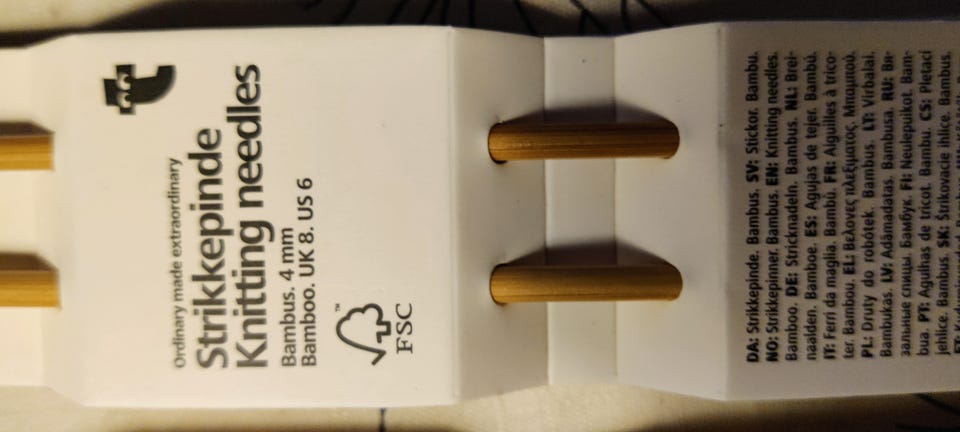 Ordinary made extraordinary
Strikkepinde
Knitting needles
Bambus. 4 mm
Bamboo. UK 8. US 6
FSC™
DA: Strikkepinde. Bambus. SV: Stickor. Bambu.
NO: Strikkepinner. Bambus. EN: Knitting needles.
Bamboo. DE: Stricknadeln. Bambus. NL: Brei-
naalden. Bamboe. ES: Agujas de tejer. Bambú.
IT: Ferri da maglia. Bambù. FR: Aiguilles à trico-
ter. Bambou. EL: Βελόνες πλέξιματος. Μπαμπού.
PL: Druty do robótek. Bambus. LT: Virbalai.
Bambukas. LV: Adāmadatas. Bambusa. RU: Вя-
зальные спицы. Бамбук. FI: Neulepuikot. Bam-
bua. PT: Agulhas de tricot. Bambu. CS: Pletací
jehlice. Bambus. SK: Štrikovacie ihlice. Bambus.